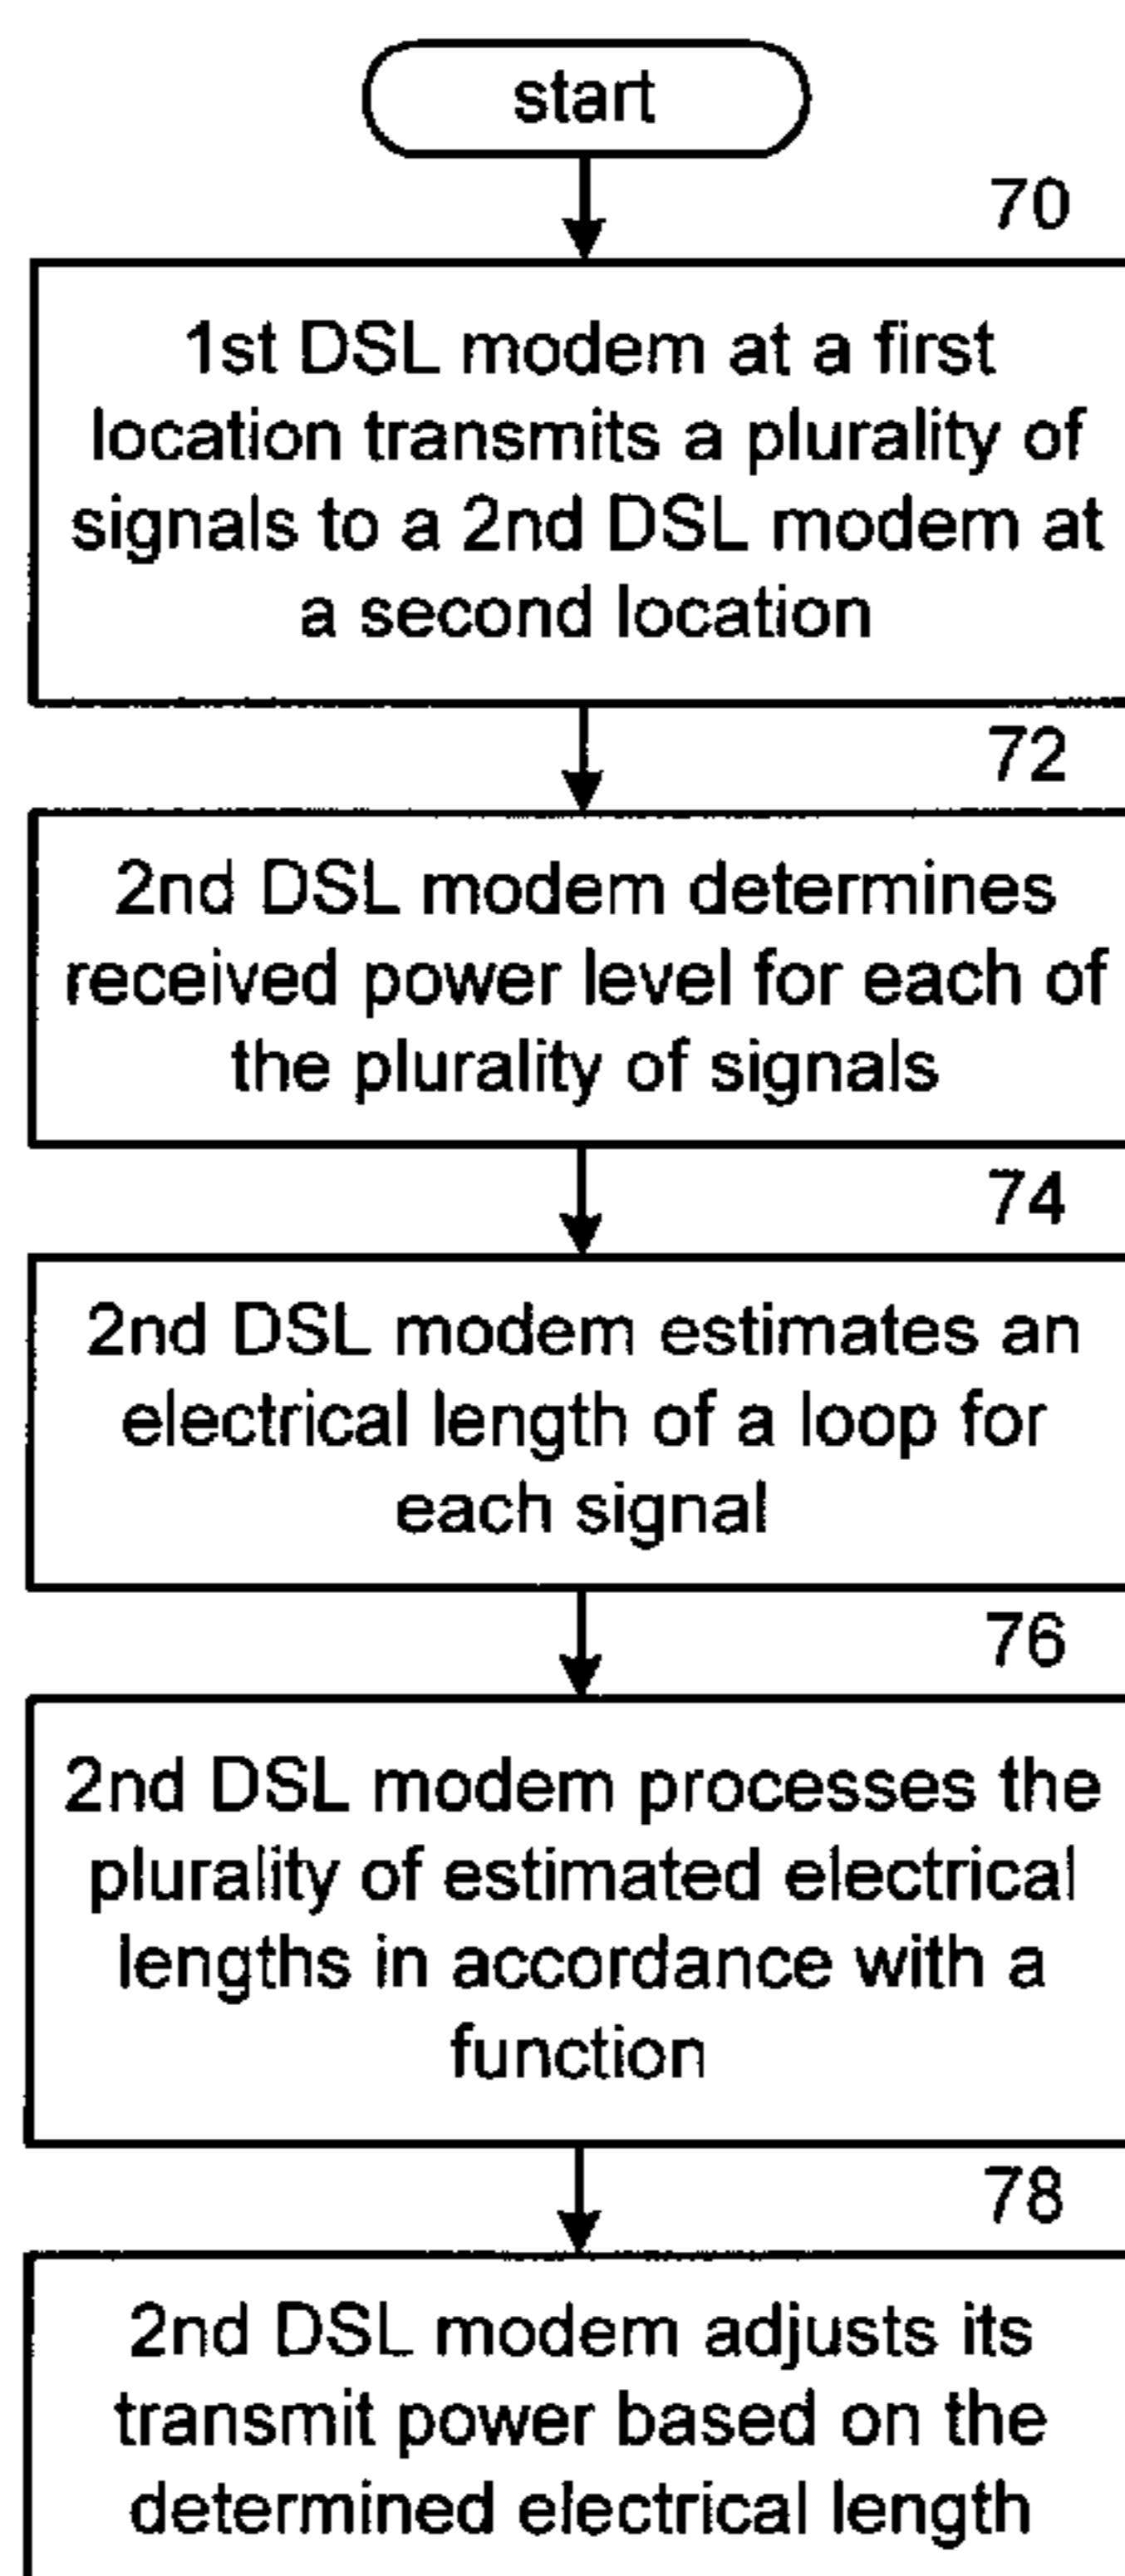 start
70
1st DSL modem at a first
location transmits a plurality of
signals to a 2nd DSL modem at
a second location
72
2nd DSL modem determines
received power level for each of
the plurality of signals
74
2nd DSL modem estimates an
electrical length of a loop for
each signal
76
2nd DSL modem processes the
plurality of estimated electrical
lengths in accordance with a
function
78
2nd DSL modem adjusts its
transmit power based on the
determined electrical length